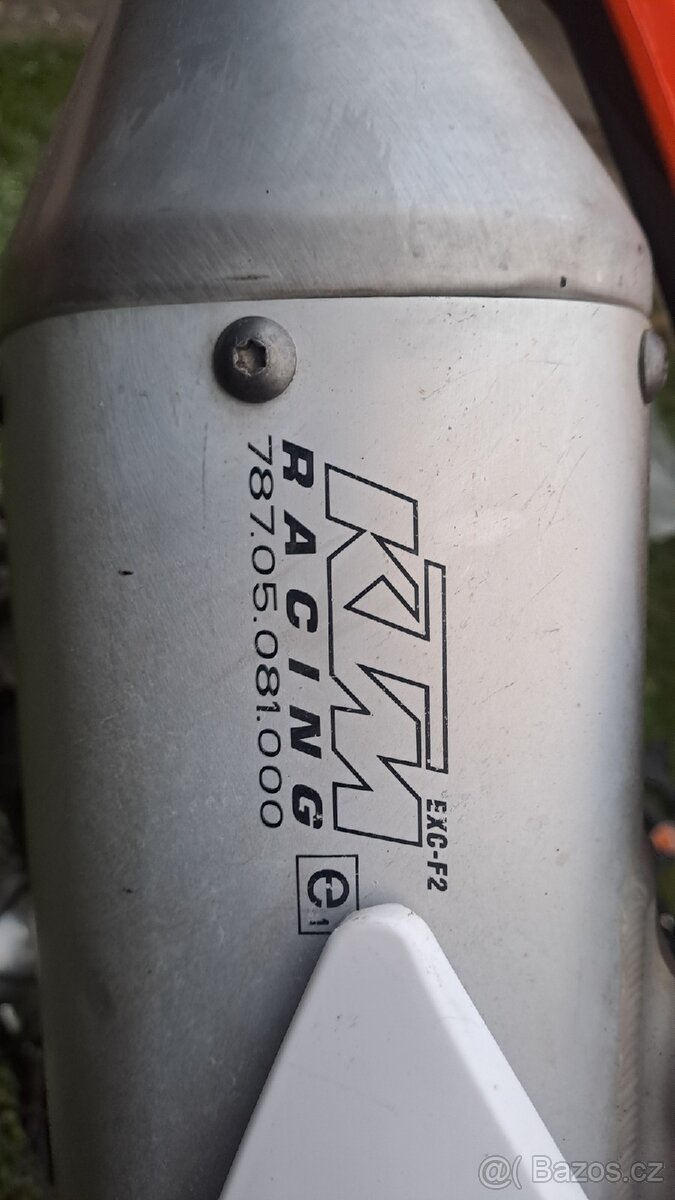 KTM
EXC-F2
RACING
787.05.081.000
e1
@( Bazos.cz